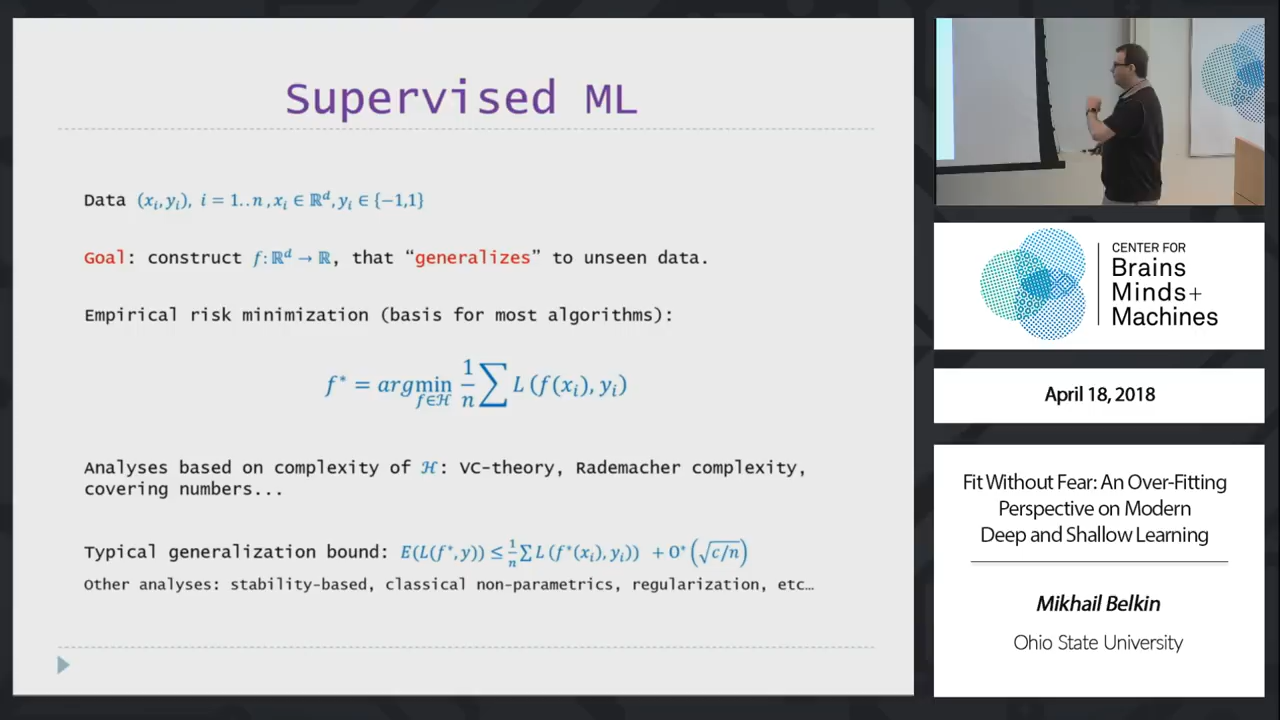 Supervised ML
Data (xᵢ, yᵢ), i = 1..n , xᵢ ∈ ℝᵈ, yᵢ ∈ {−1,1}
Goal: construct f: ℝᵈ → ℝ, that “generalizes” to unseen data.
Empirical risk minimization (basis for most algorithms):
f* = argmin_{f∈ℋ} 1/n ∑ L (f(xᵢ), yᵢ)
Analyses based on complexity of ℋ: VC-theory, Rademacher complexity,
covering numbers...
Typical generalization bound: E(L(f*, y)) ≤ 1/n ∑ L (f*(xᵢ), yᵢ)) + O*(√c/n)
Other analyses: stability-based, classical non-parametrics, regularization, etc…
CENTER FOR
Brains
Minds+
Machines
April 18, 2018
Fit Without Fear: An Over-Fitting
Perspective on Modern
Deep and Shallow Learning
Mikhail Belkin
Ohio State University